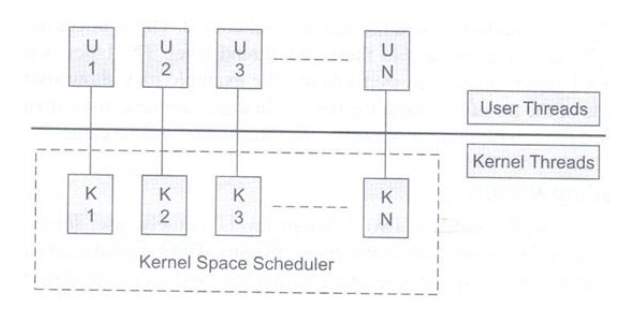 U
1
U
2
U
3
U
N
User Threads
Kernel Threads
K
1
K
2
K
3
K
N
Kernel Space Scheduler